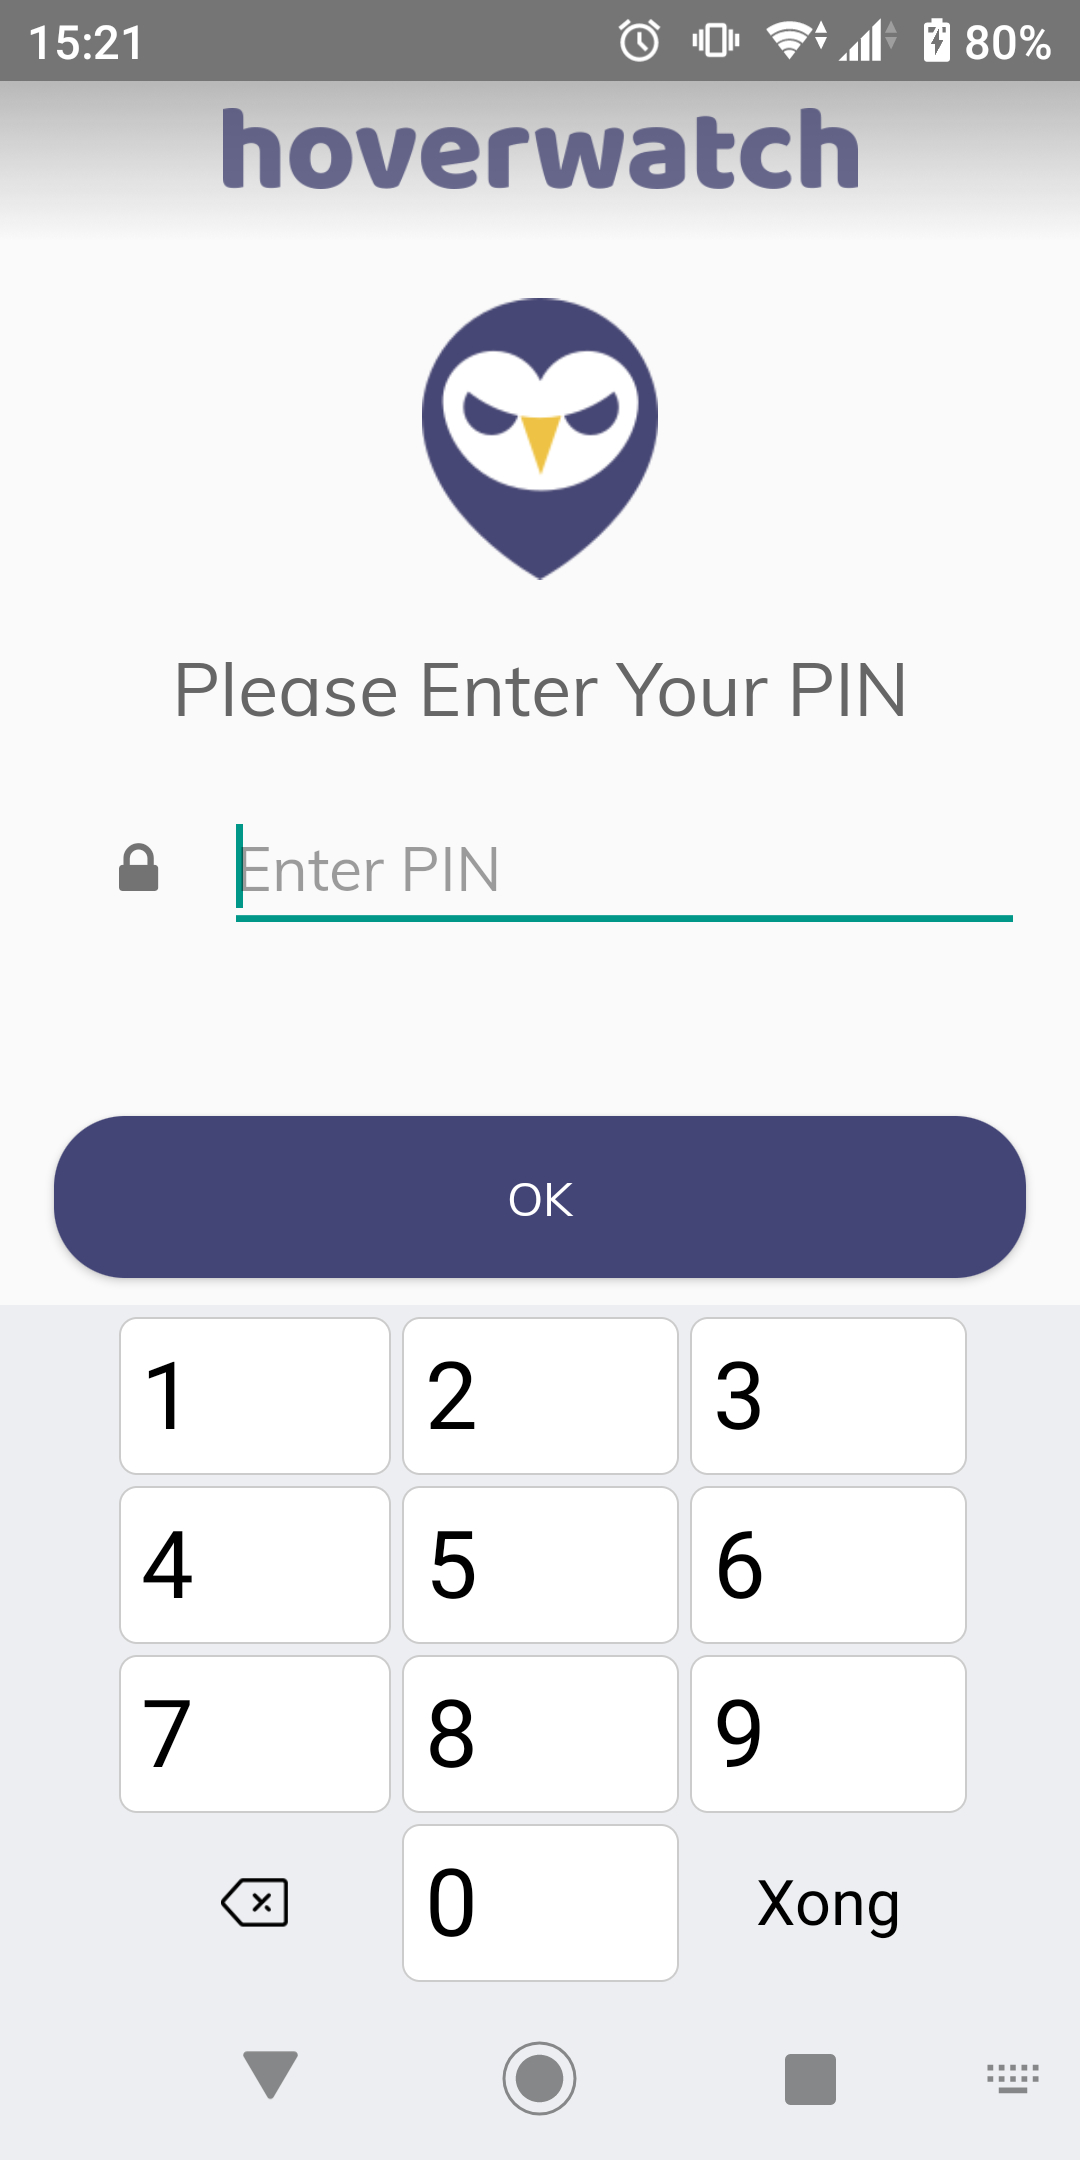 15:21 80%
hoverwatch
Please Enter Your PIN
Enter PIN
OK
1 2 3
4 5 6
7 8 9
0 Xong